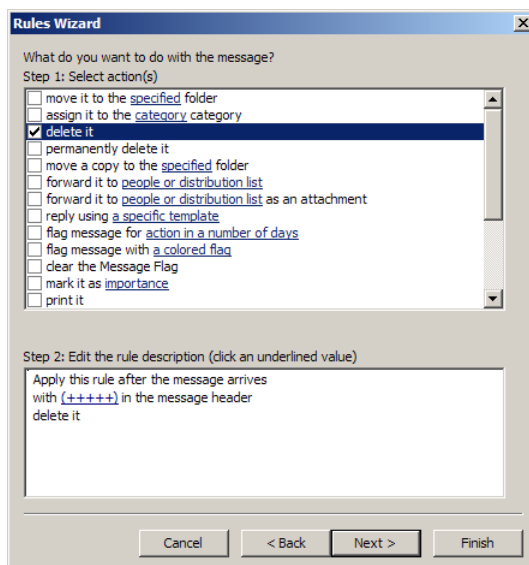 Rules Wizard
What do you want to do with the message?
Step 1: Select action(s)
move it to the specified folder
assign it to the category category
delete it
permanently delete it
move a copy to the specified folder
forward it to people or distribution list
forward it to people or distribution list as an attachment
reply using a specific template
flag message for action in a number of days
flag message with a colored flag
clear the Message Flag
mark it as importance
print it
Step 2: Edit the rule description (click an underlined value)
Apply this rule after the message arrives
with (+++++) in the message header
delete it
Cancel < Back Next > Finish